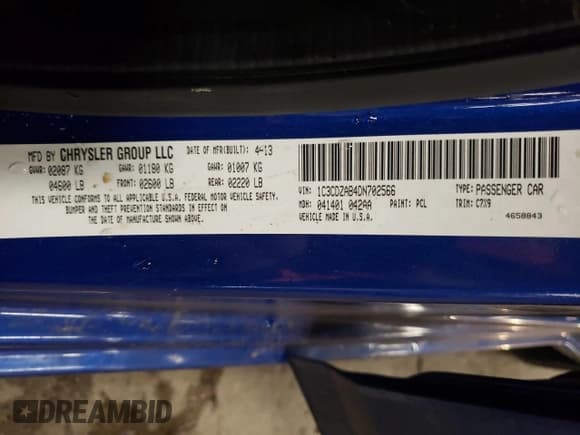 MFD BY CHRYSLER GROUP LLC DATE OF MFR(BUILT): 4-13
GVWR: 02087 KG GAWR: 01180 KG GAWR: 01007 KG
04600 LB FRONT: 02600 LB REAR: 02220 LB
THIS VEHICLE CONFORMS TO ALL APPLICABLE U.S.A. FEDERAL MOTOR VEHICLE SAFETY,
BUMPER AND THEFT PREVENTION STANDARDS IN EFFECT ON
THE DATE OF MANUFACTURE SHOWN ABOVE.
VIN: 1C3CDZAB4DN702566 TYPE: PASSENGER CAR
MDH: 041401 042AA PAINT: PCL TRIM: C7X9
MADE IN U.S.A. 4658843
DREAMBID